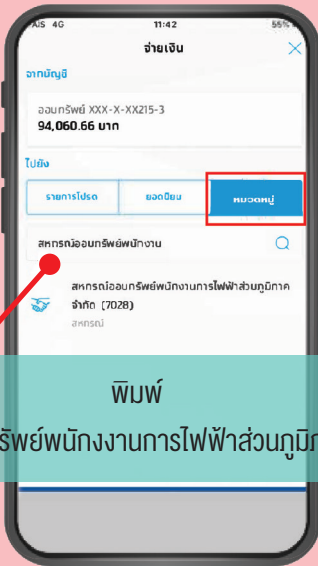 AIS 4G 11:42 55%
จ่ายเงิน
จากบัญชี
ออมทรัพย์ XXX-X-XX215-3
94,060.66 บาท
ไปยัง
รายการโปรด ยอดนิยม หมวดหมู่
สหกรณ์ออมทรัพย์พนักงาน
สหกรณ์ออมทรัพย์พนักงานการไฟฟ้าส่วนภูมิภาค
จำกัด (7028)
สหกรณ์
พิมพ์
รัพย์พนักงงานการไฟฟ้าส่วนภูมิภ